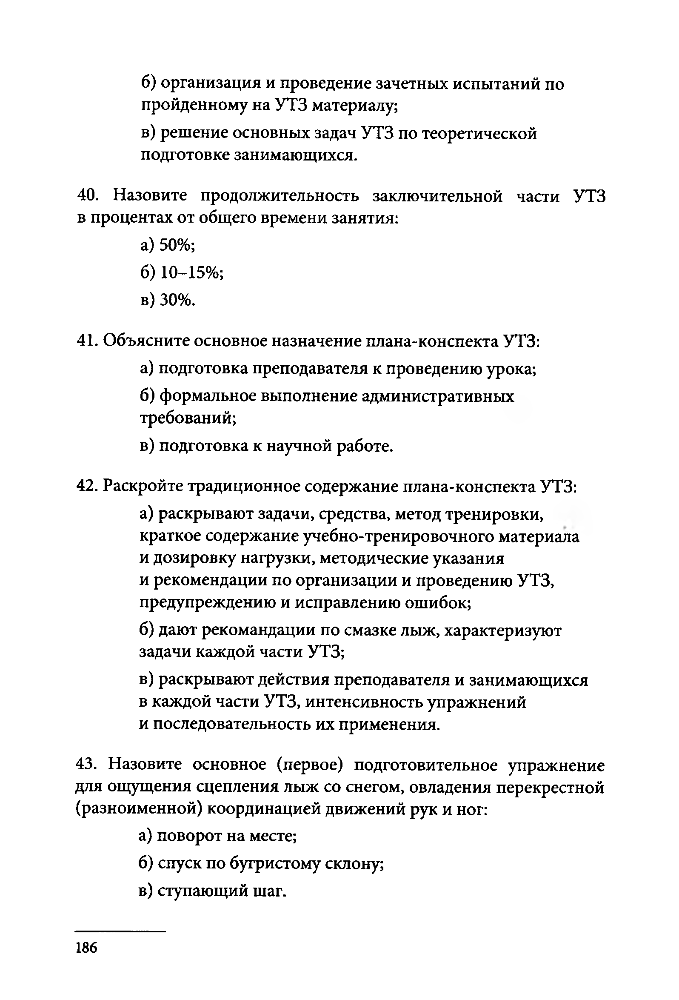 б) организация и проведение зачетных испытаний по
пройденному на УТЗ материалу;
в) решение основных задач УТЗ по теоретической
подготовке занимающихся.
40. Назовите продолжительность заключительной части УТЗ
в процентах от общего времени занятия:
а) 50%;
б) 10–15%;
в) 30%.
41. Объясните основное назначение плана-конспекта УТЗ:
а) подготовка преподавателя к проведению урока;
б) формальное выполнение административных
требований;
в) подготовка к научной работе.
42. Раскройте традиционное содержание плана-конспекта УТЗ:
а) раскрывают задачи, средства, метод тренировки,
краткое содержание учебно-тренировочного материала
и дозировку нагрузки, методические указания
и рекомендации по организации и проведению УТЗ,
предупреждению и исправлению ошибок;
б) дают рекомандации по смазке лыж, характеризуют
задачи каждой части УТЗ;
в) раскрывают действия преподавателя и занимающихся
в каждой части УТЗ, интенсивность упражнений
и последовательность их применения.
43. Назовите основное (первое) подготовительное упражнение
для ощущения сцепления лыж со снегом, овладения перекрестной
(разноименной) координацией движений рук и ног:
а) поворот на месте;
б) спуск по бугристому склону;
в) ступающий шаг.
186